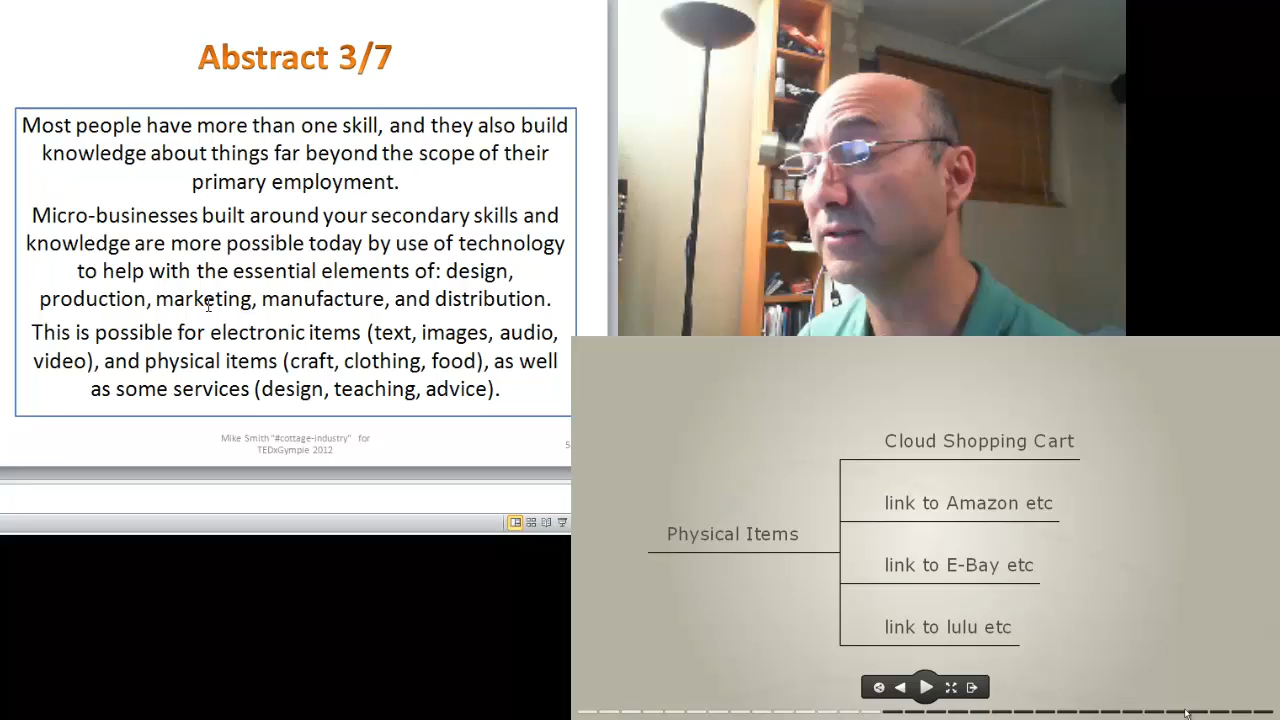 Abstract 3/7
Most people have more than one skill, and they also build
knowledge about things far beyond the scope of their
primary employment.
Micro-businesses built around your secondary skills and
knowledge are more possible today by use of technology
to help with the essential elements of: design,
production, marketing, manufacture, and distribution.
This is possible for electronic items (text, images, audio,
video), and physical items (craft, clothing, food), as well
as some services (design, teaching, advice).
Mike Smith "#cottage-industry" for
TEDxGympie 2012
5
Cloud Shopping Cart
link to Amazon etc
Physical Items
link to E-Bay etc
link to lulu etc